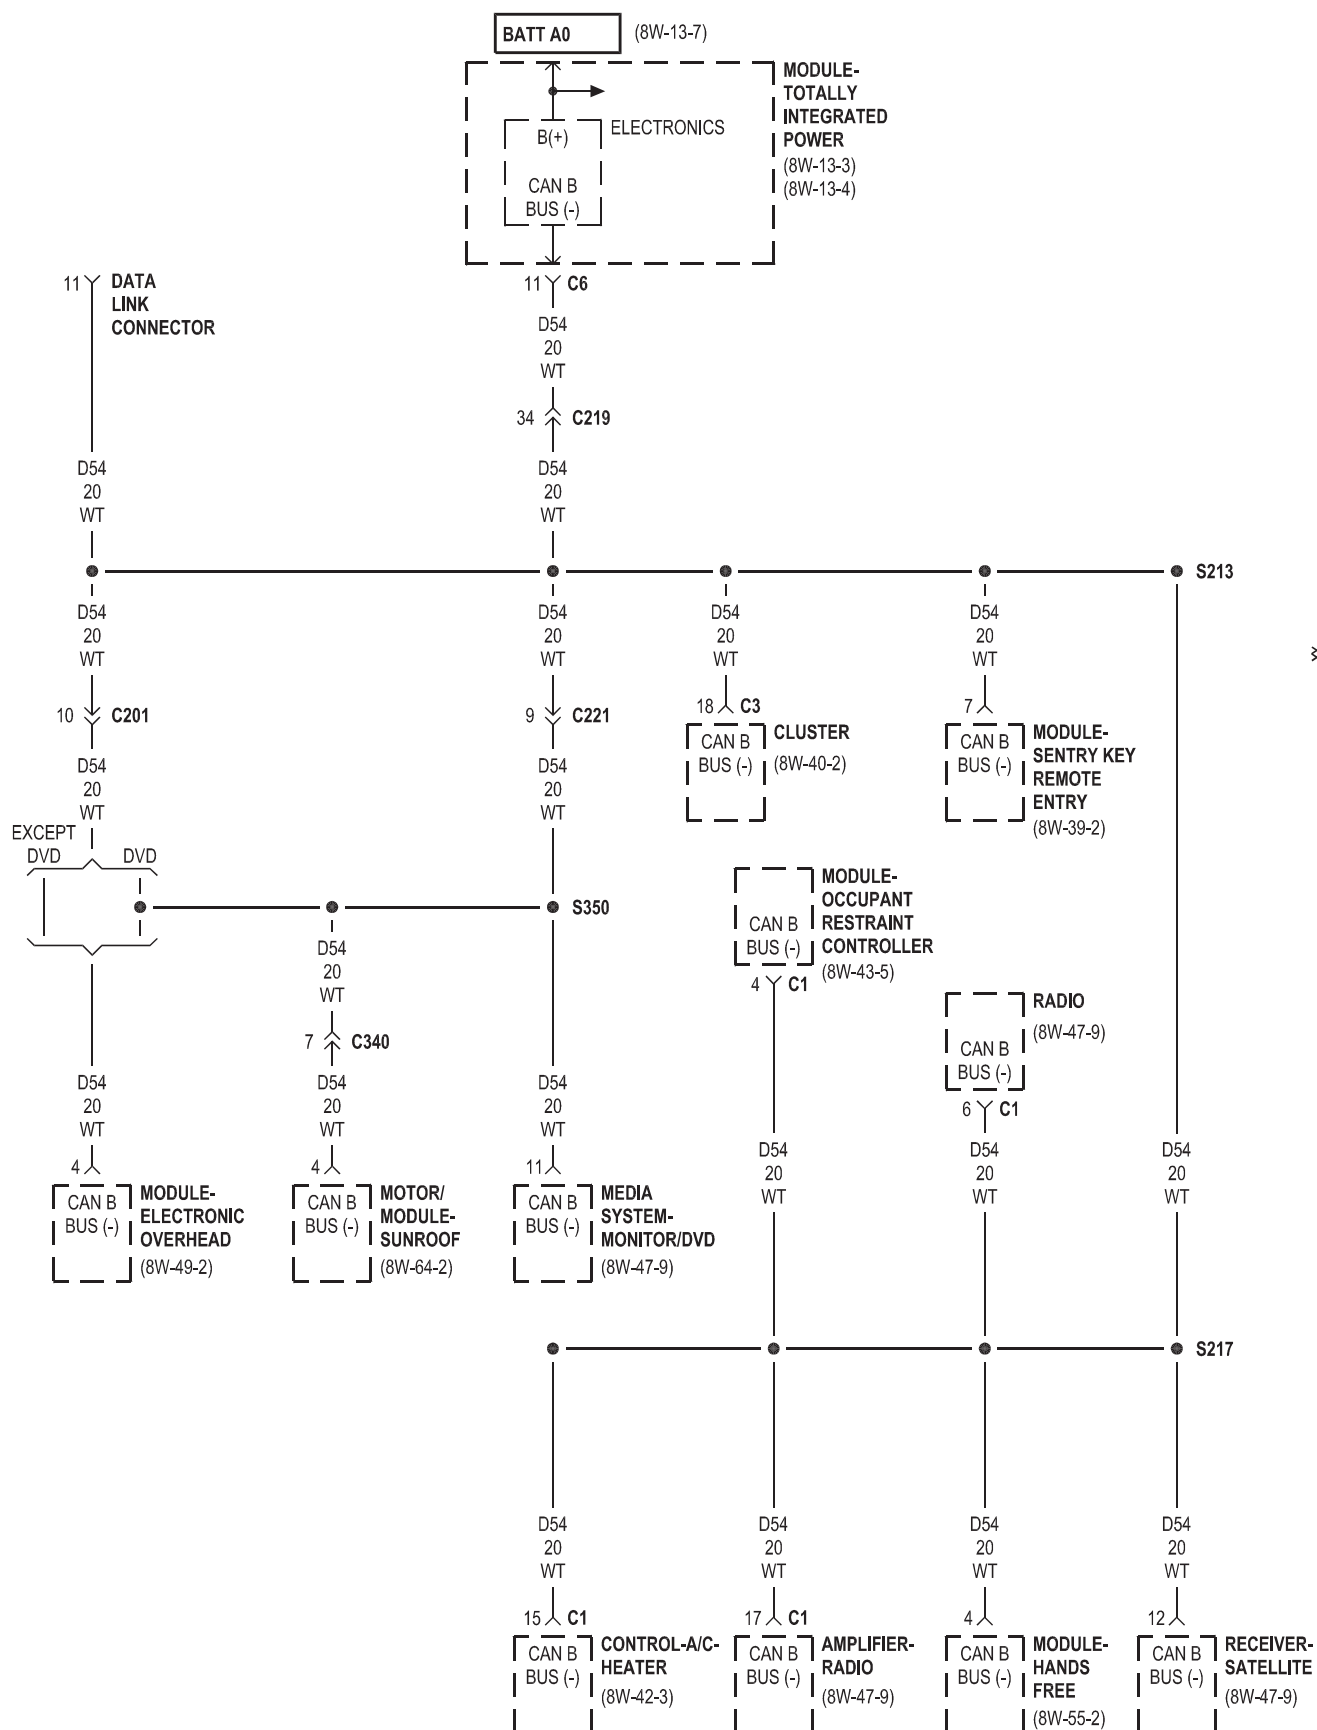 BATT A0 (8W-13-7)
MODULE-
TOTALLY
INTEGRATED
POWER
(8W-13-3)
(8W-13-4)
ELECTRONICS
B(+)
CAN B
BUS (-)
11 DATA
LINK
CONNECTOR
11 C6
D54
20
WT
34 C219
D54
20
WT
D54
20
WT
S213
D54
20
WT
D54
20
WT
D54
20
WT
D54
20
WT
10 C201
9 C221
18 C3
CAN B
BUS (-)
CLUSTER
(8W-40-2)
7
CAN B
BUS (-)
MODULE-
SENTRY KEY
REMOTE
ENTRY
(8W-39-2)
D54
20
WT
D54
20
WT
EXCEPT
DVD DVD
S350
D54
20
WT
7 C340
CAN B
BUS (-)
MODULE-
OCCUPANT
RESTRAINT
CONTROLLER
(8W-43-5)
4 C1
CAN B
BUS (-)
RADIO
(8W-47-9)
6 C1
D54
20
WT
D54
20
WT
D54
20
WT
D54
20
WT
D54
20
WT
D54
20
WT
4
CAN B
BUS (-)
MODULE-
ELECTRONIC
OVERHEAD
(8W-49-2)
4
CAN B
BUS (-)
MOTOR/
MODULE-
SUNROOF
(8W-64-2)
11
CAN B
BUS (-)
MEDIA
SYSTEM-
MONITOR/DVD
(8W-47-9)
S217
D54
20
WT
D54
20
WT
D54
20
WT
D54
20
WT
15 C1
CAN B
BUS (-)
CONTROL-A/C-
HEATER
(8W-42-3)
17 C1
CAN B
BUS (-)
AMPLIFIER-
RADIO
(8W-47-9)
4
CAN B
BUS (-)
MODULE-
HANDS
FREE
(8W-55-2)
12
CAN B
BUS (-)
RECEIVER-
SATELLITE
(8W-47-9)